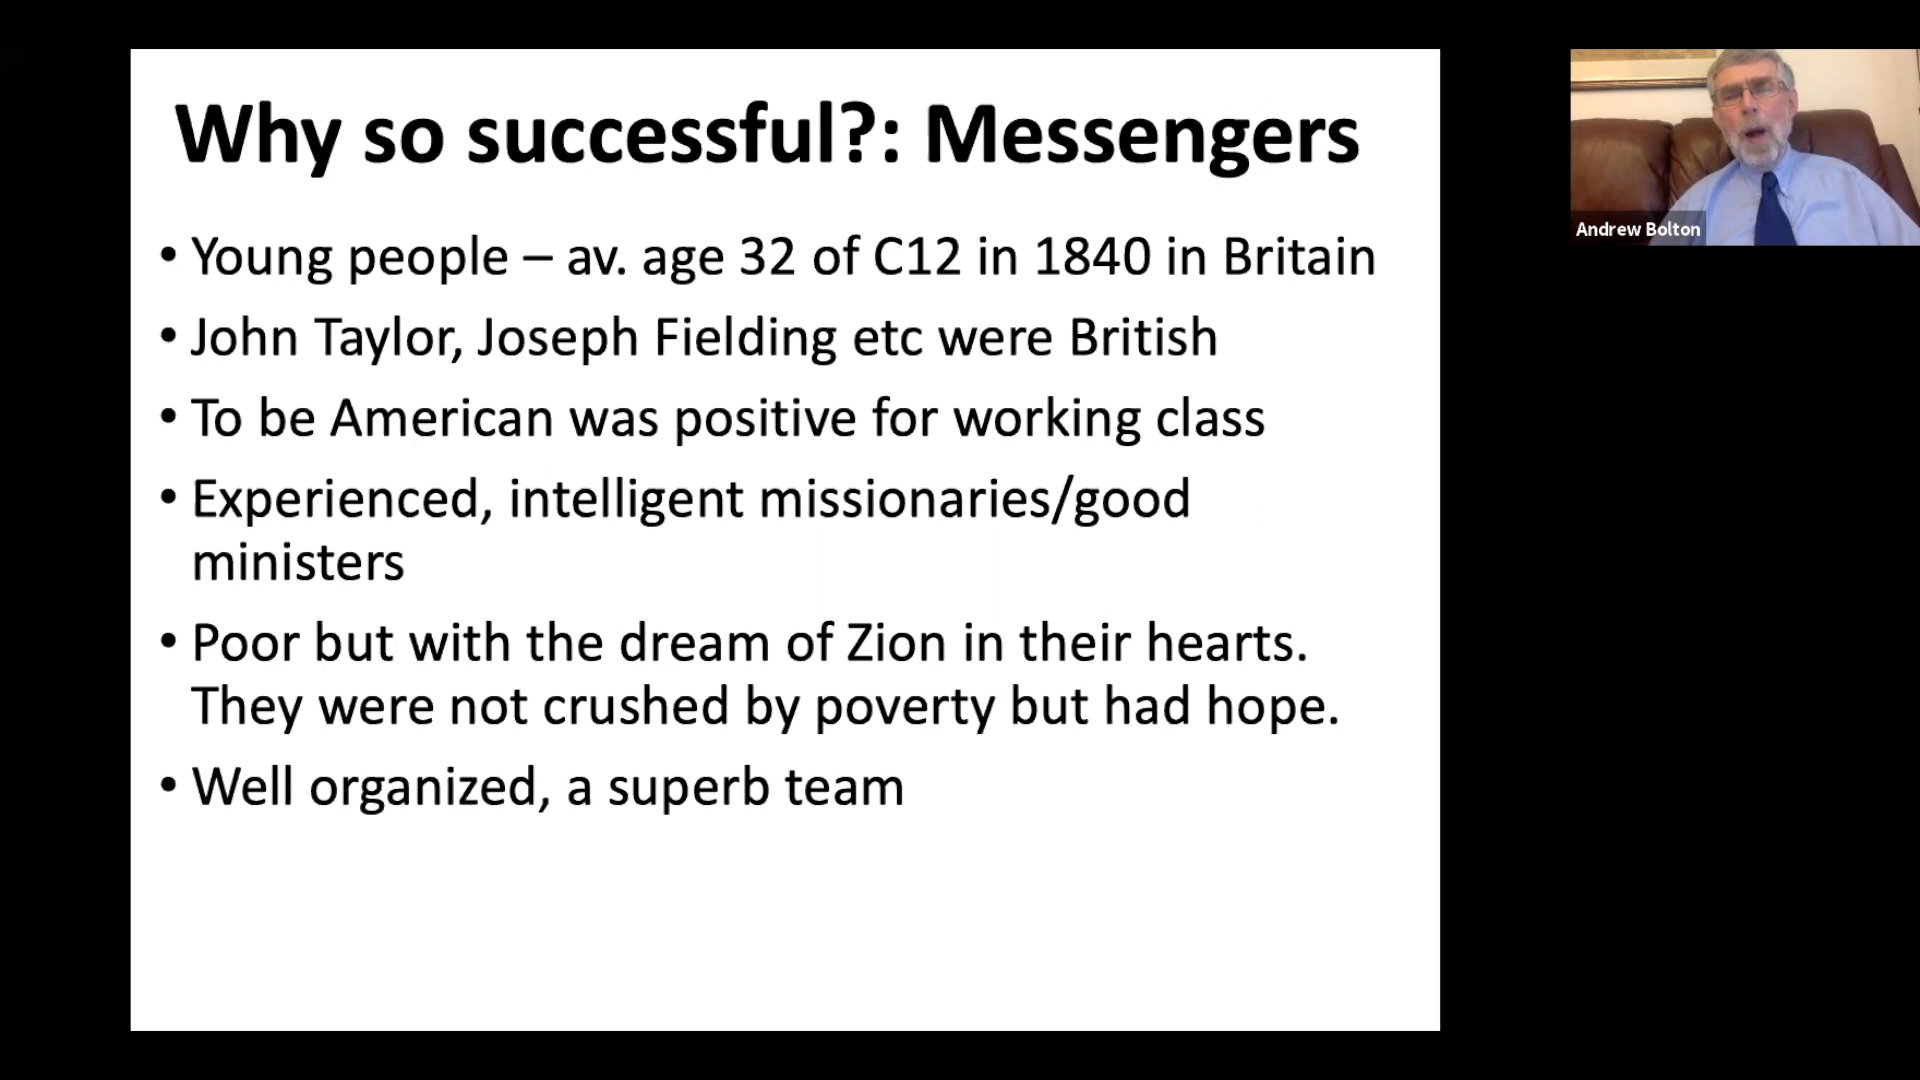 Why so successful?: Messengers
• Young people – av. age 32 of C12 in 1840 in Britain
• John Taylor, Joseph Fielding etc were British
• To be American was positive for working class
• Experienced, intelligent missionaries/good
ministers
• Poor but with the dream of Zion in their hearts.
They were not crushed by poverty but had hope.
• Well organized, a superb team
Andrew Bolton